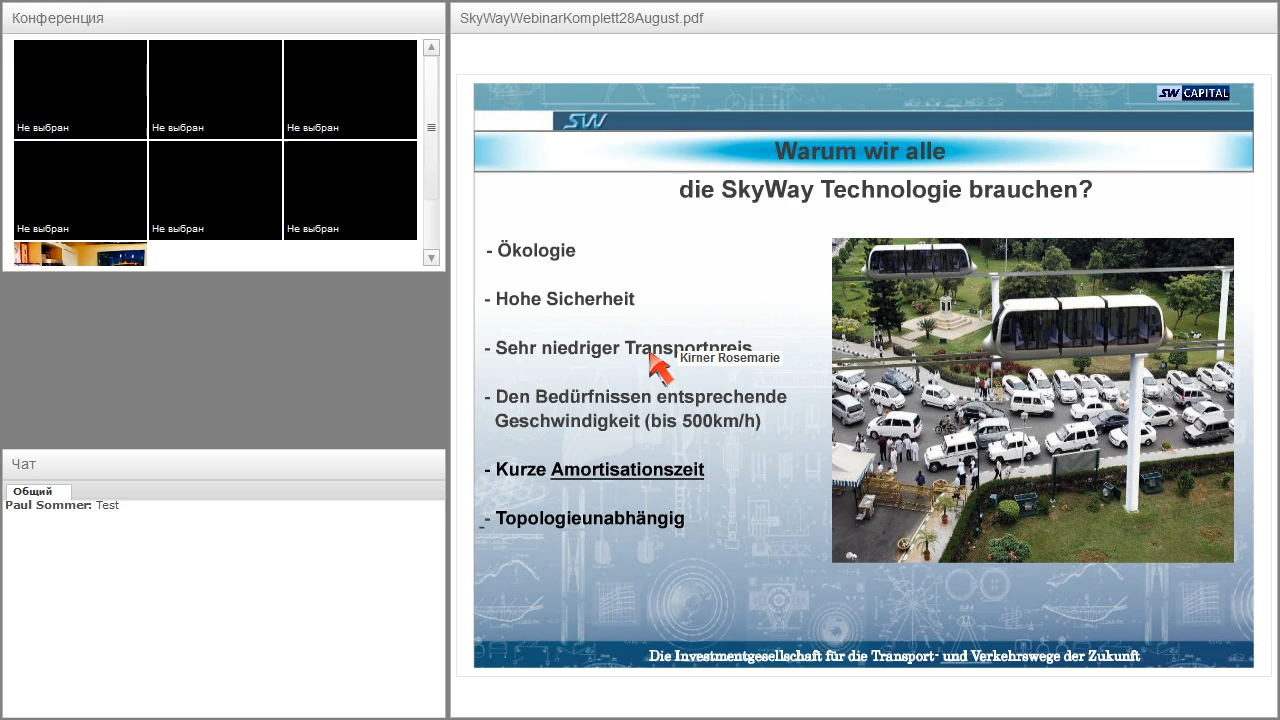 Конференция
Не выбран
Не выбран
Не выбран
Не выбран
Не выбран
Не выбран
Чат
Общий
Paul Sommer: Test
SkyWayWebinarKomplett28August.pdf
SW CAPITAL
SW
Warum wir alle
die SkyWay Technologie brauchen?
- Ökologie
- Hohe Sicherheit
- Sehr niedriger Transportpreis
Kirner Rosemarie
- Den Bedürfnissen entsprechende
Geschwindigkeit (bis 500km/h)
- Kurze Amortisationszeit
- Topologieunabhängig
Die Investmentgesellschaft für die Transport- und Verkehrswege der Zukunft